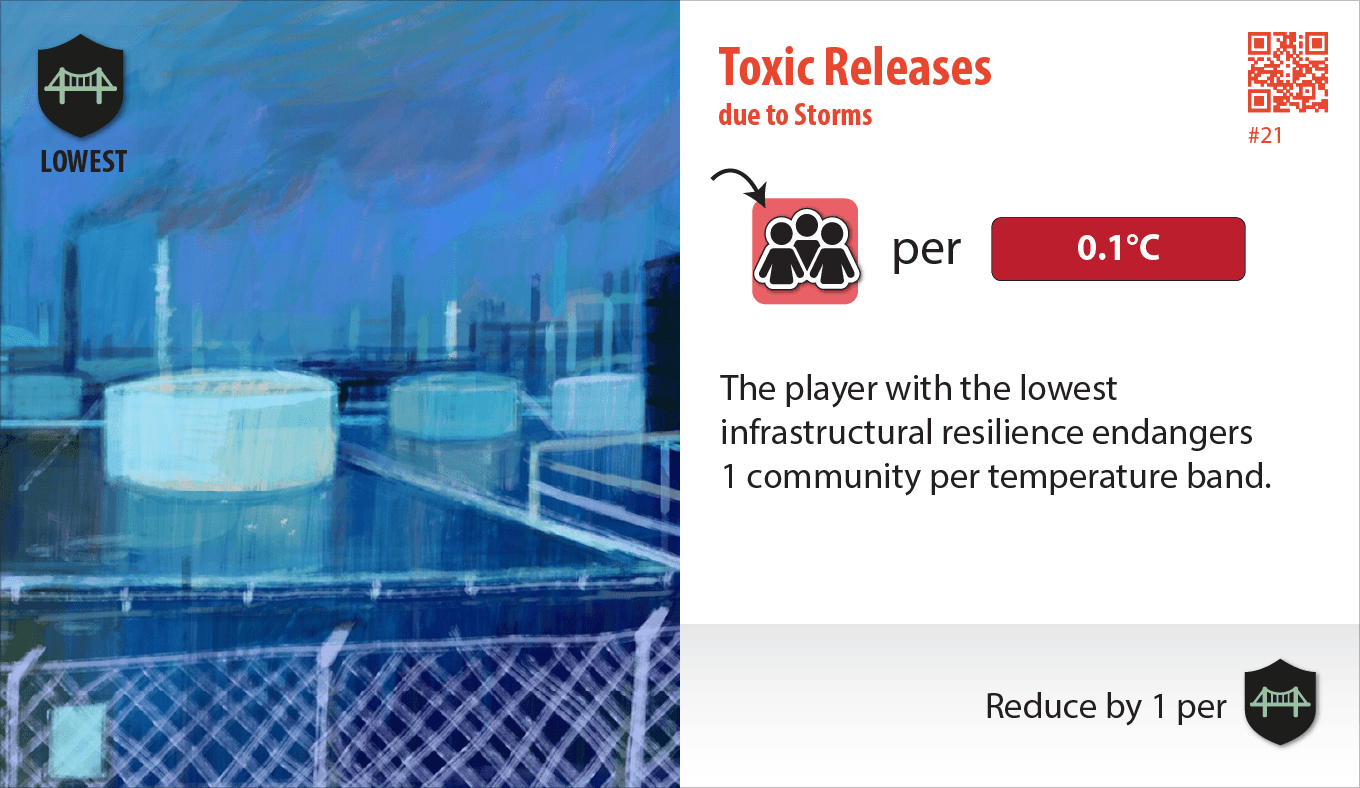 LOWEST
Toxic Releases
due to Storms
#21
per
0.1°C
The player with the lowest
infrastructural resilience endangers
1 community per temperature band.
Reduce by 1 per